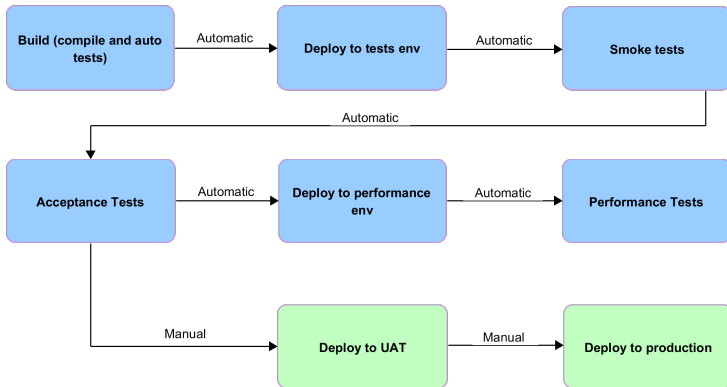 Build (compile and auto
tests)
Automatic
Deploy to tests env
Automatic
Smoke tests
Automatic
Acceptance Tests
Automatic
Deploy to performance
env
Automatic
Performance Tests
Manual
Deploy to UAT
Manual
Deploy to production